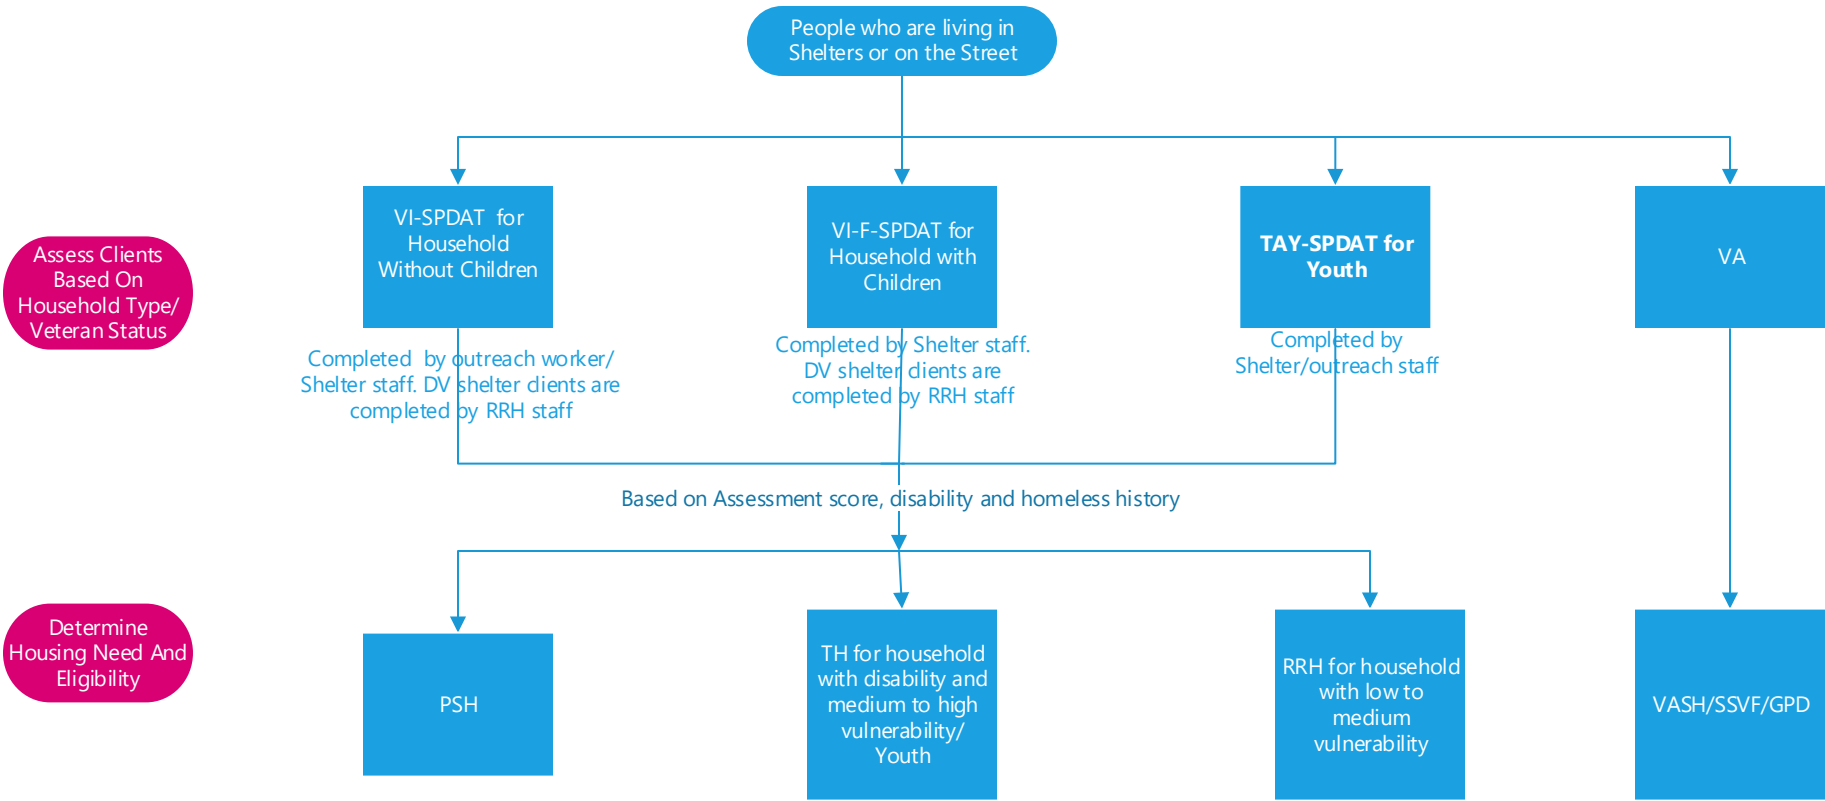 People who are living in
Shelters or on the Street
Assess Clients
Based On
Household Type/
Veteran Status
VI-SPDAT for
Household
Without Children
VI-F-SPDAT for
Household with
Children
TAY-SPDAT for
Youth
VA
Completed by outreach worker/
Shelter staff. DV shelter clients are
completed by RRH staff
Completed by Shelter staff.
DV shelter clients are
completed by RRH staff
Completed by
Shelter/outreach staff
Based on Assessment score, disability and homeless history
Determine
Housing Need And
Eligibility
PSH
TH for household
with disability and
medium to high
vulnerability/
Youth
RRH for household
with low to
medium
vulnerability
VASH/SSVF/GPD